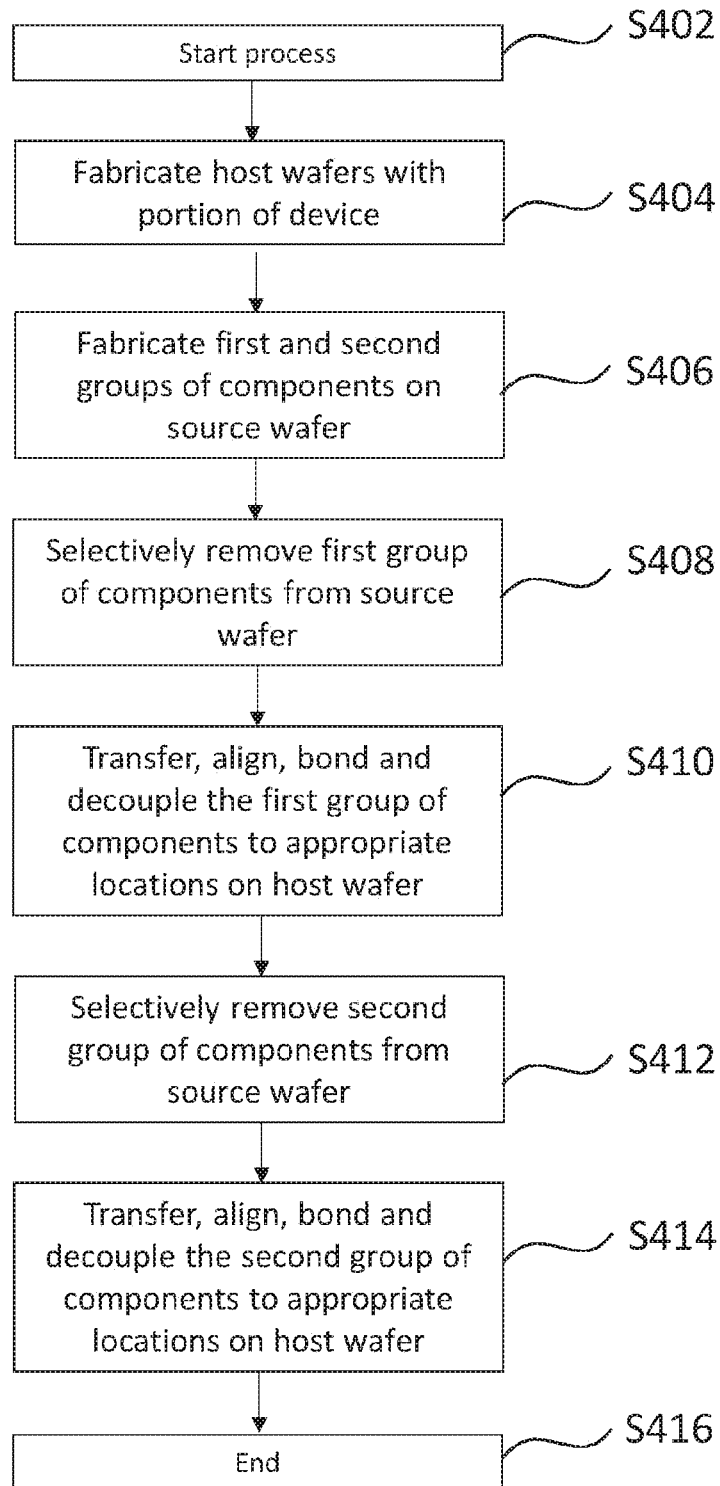 Start process
S402
Fabricate host wafers with
portion of device
S404
Fabricate first and second
groups of components on
source wafer
S406
Selectively remove first group
of components from source
wafer
S408
Transfer, align, bond and
decouple the first group of
components to appropriate
locations on host wafer
S410
Selectively remove second
group of components from
source wafer
S412
Transfer, align, bond and
decouple the second group of
components to appropriate
locations on host wafer
S414
End
S416